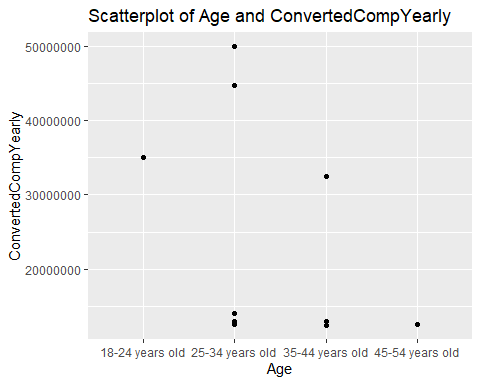 Scatterplot of Age and ConvertedCompYearly
50000000
40000000
30000000
20000000
ConvertedCompYearly
18-24 years old 25-34 years old 35-44 years old 45-54 years old
Age